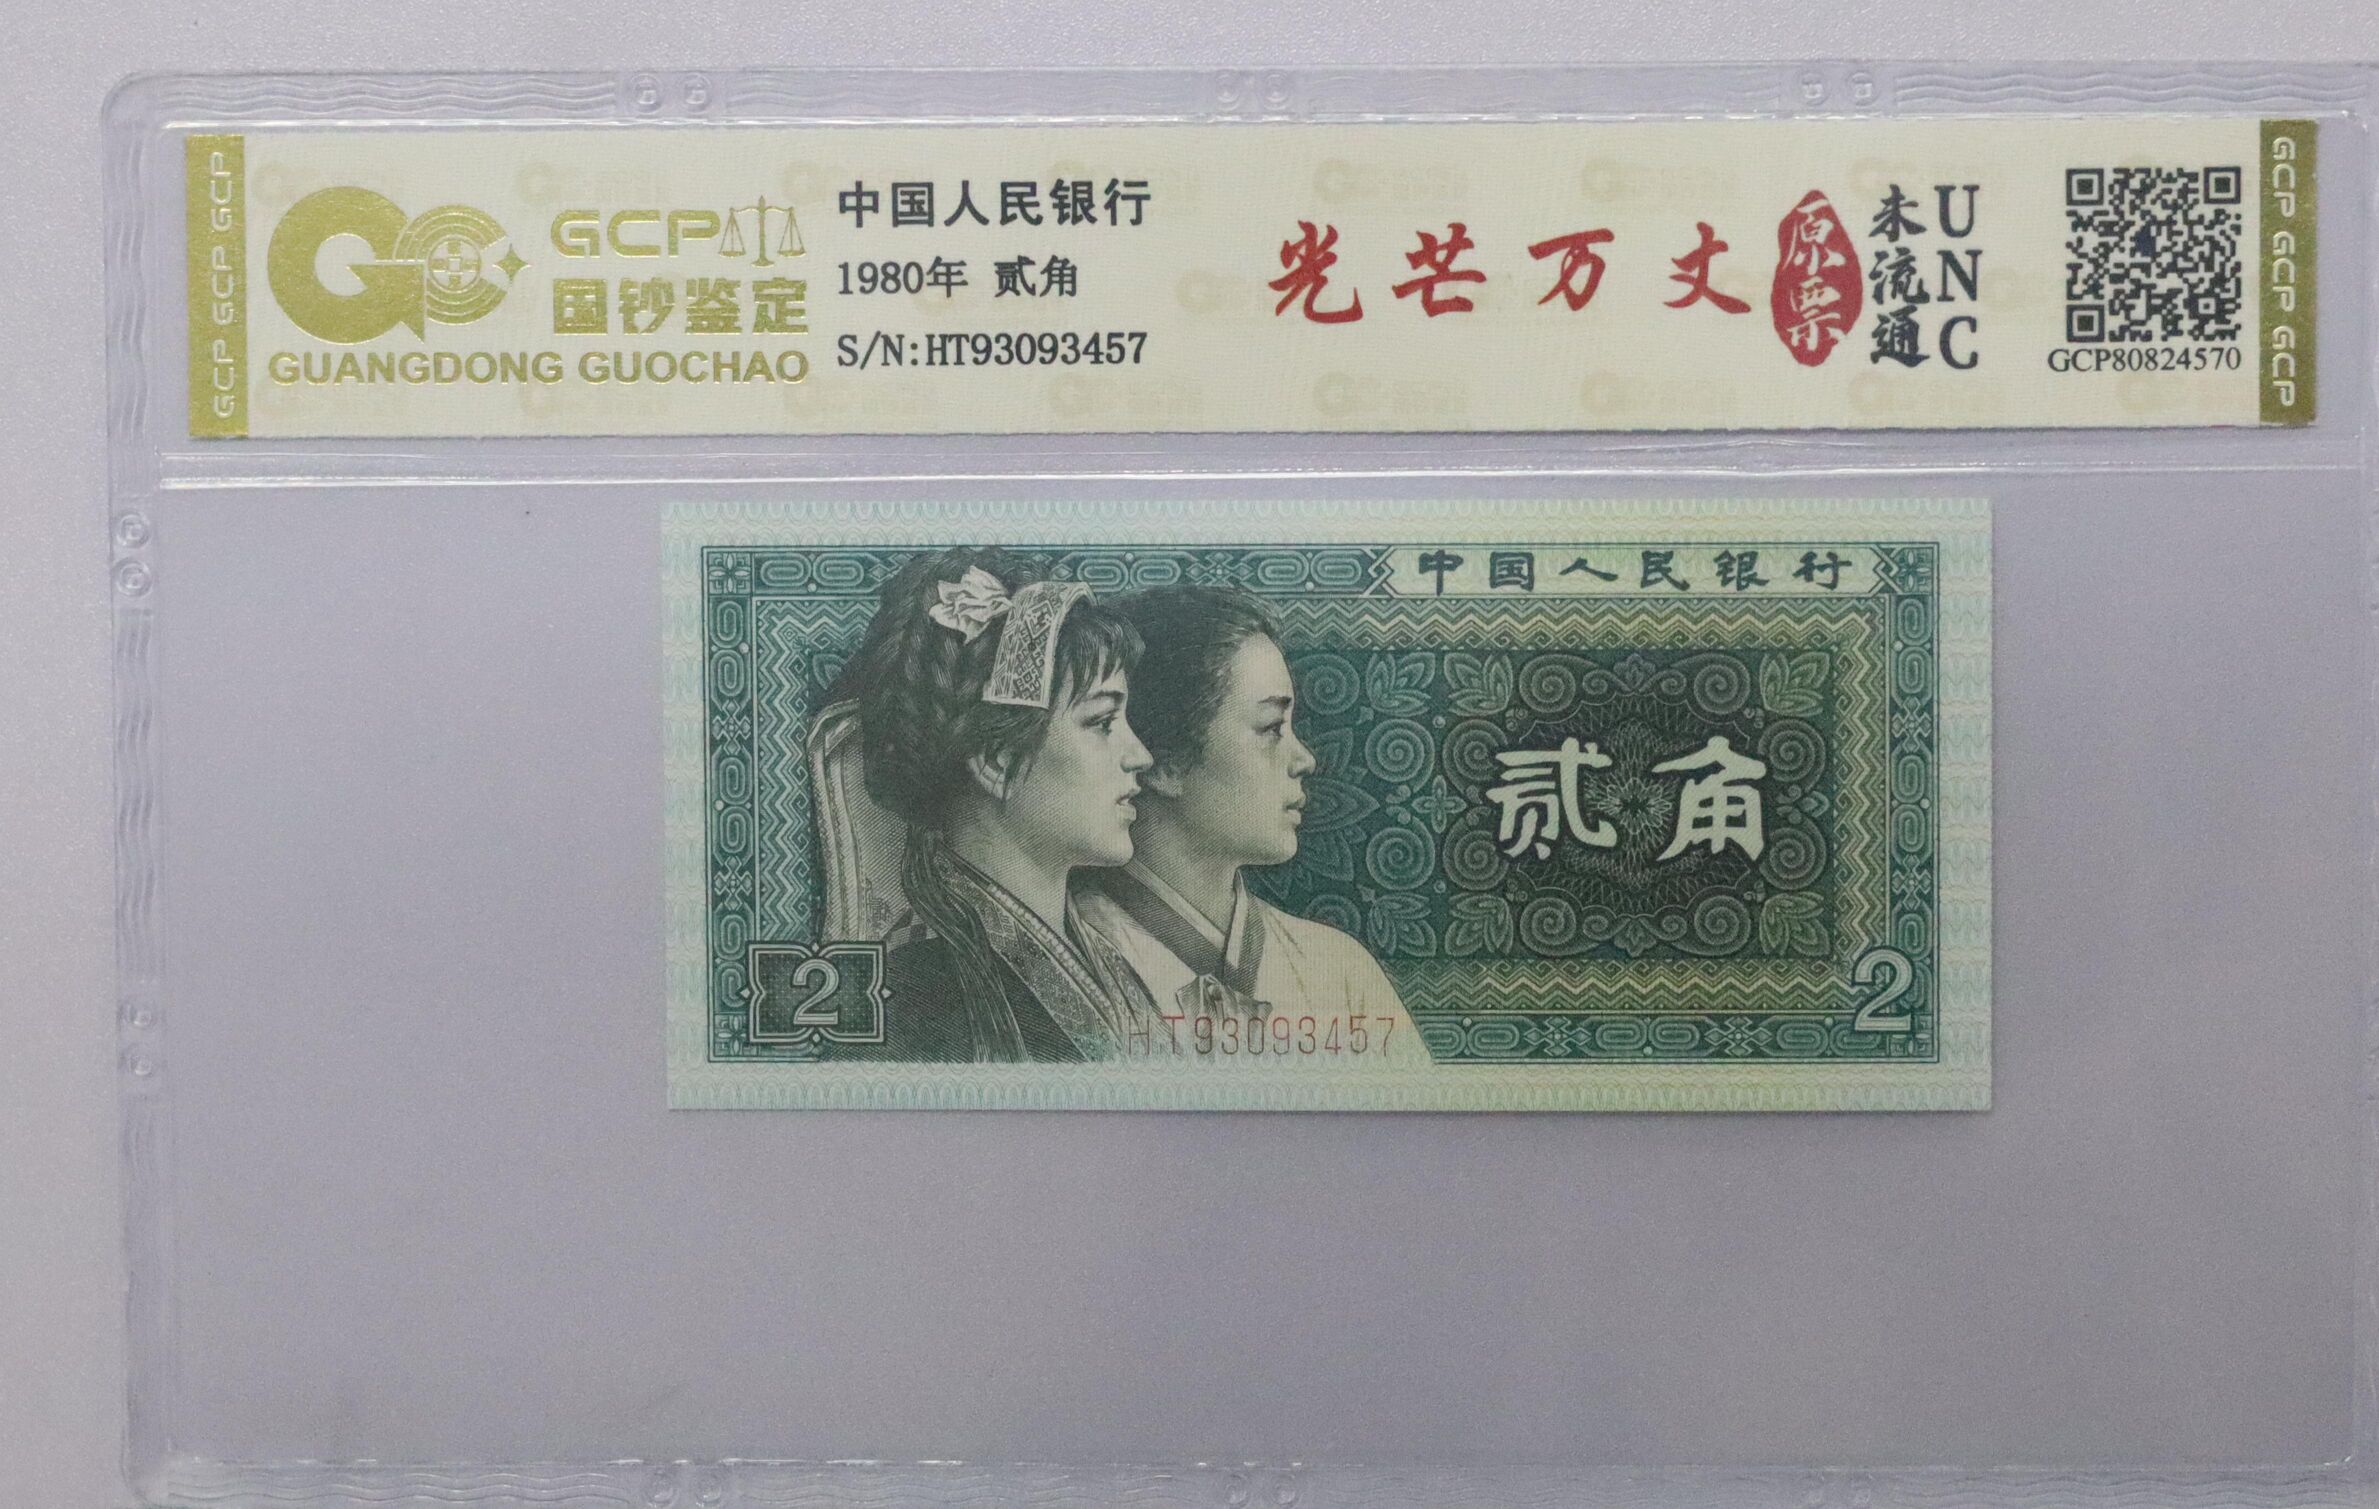 GCP GCP GCP
GCP
国钞鉴定
GUANGDONG GUOCHAO
中国人民银行
1980年 贰角
S/N:HT93093457
光芒万丈
原票
未流通
UNC
GCP80824570
GCP GCP GCP
中国人民银行
贰角
2
HT93093457
2